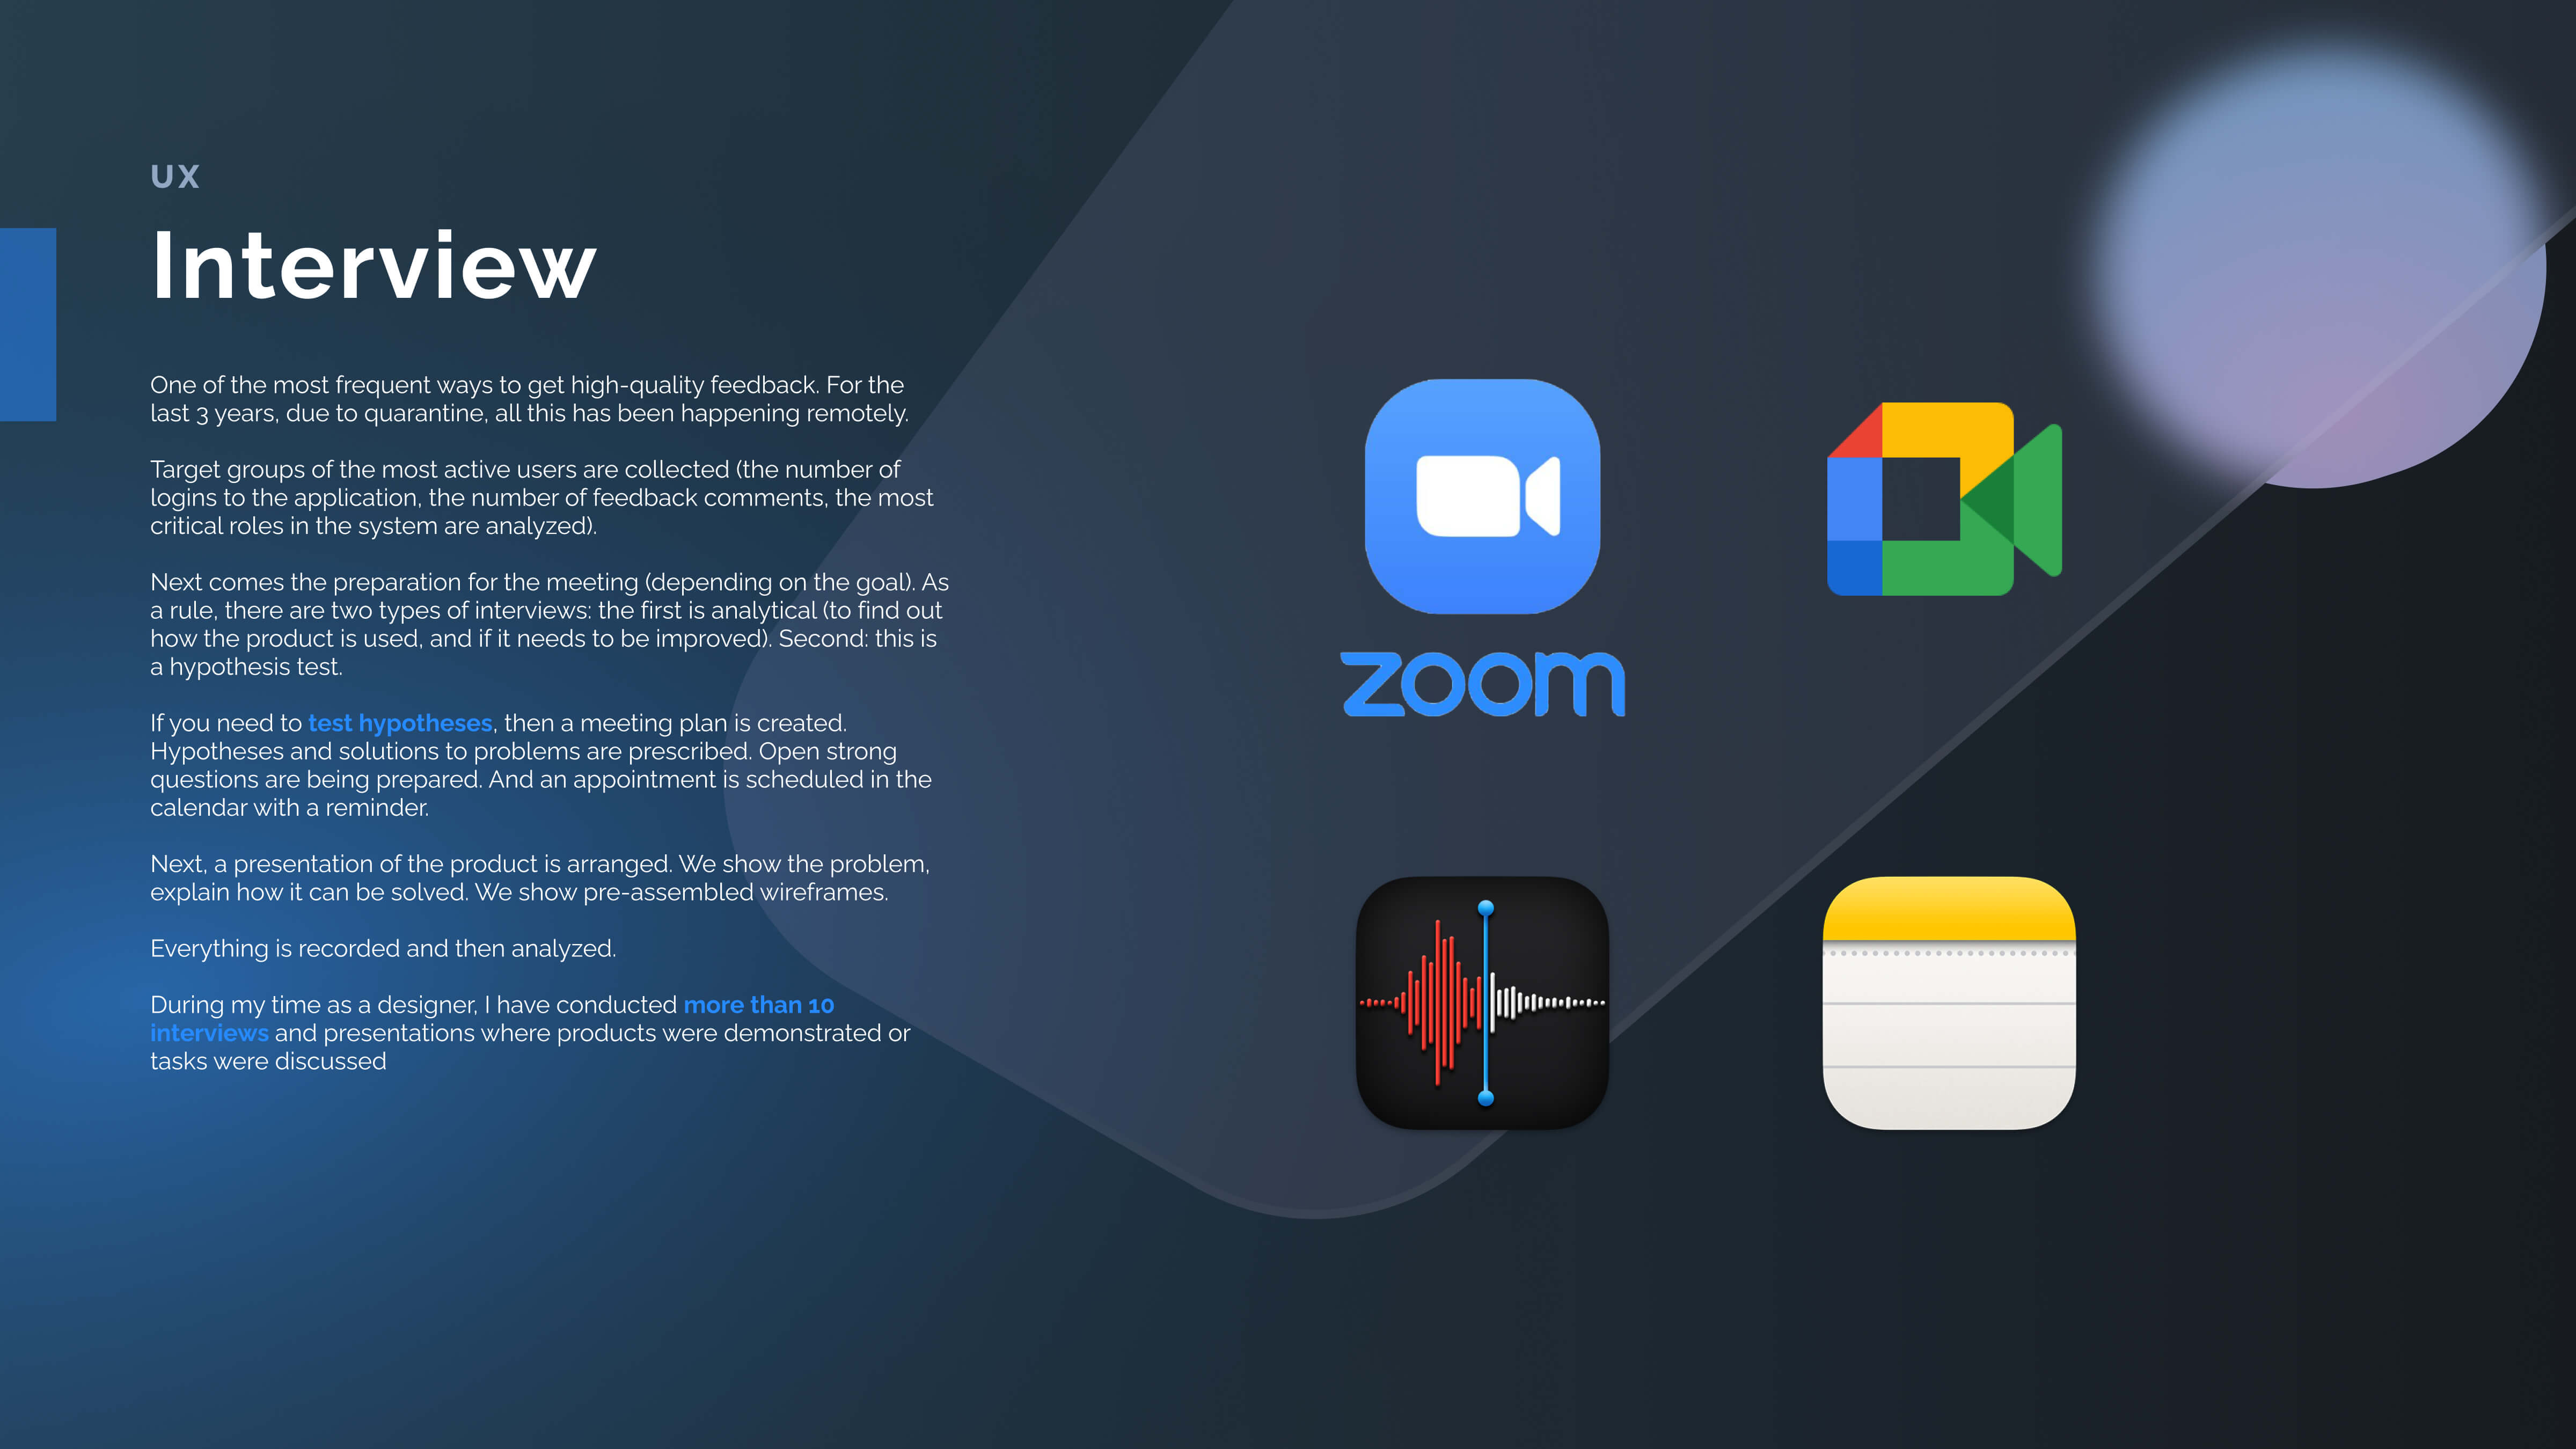 UX
Interview
One of the most frequent ways to get high-quality feedback. For the
last 3 years, due to quarantine, all this has been happening remotely.
Target groups of the most active users are collected (the number of
logins to the application, the number of feedback comments, the most
critical roles in the system are analyzed).
Next comes the preparation for the meeting (depending on the goal). As
a rule, there are two types of interviews: the first is analytical (to find out
how the product is used, and if it needs to be improved). Second: this is
a hypothesis test.
If you need to test hypotheses, then a meeting plan is created.
Hypotheses and solutions to problems are prescribed. Open strong
questions are being prepared. And an appointment is scheduled in the
calendar with a reminder.
Next, a presentation of the product is arranged. We show the problem,
explain how it can be solved. We show pre-assembled wireframes.
Everything is recorded and then analyzed.
During my time as a designer, I have conducted more than 10
interviews and presentations where products were demonstrated or
tasks were discussed
zoom